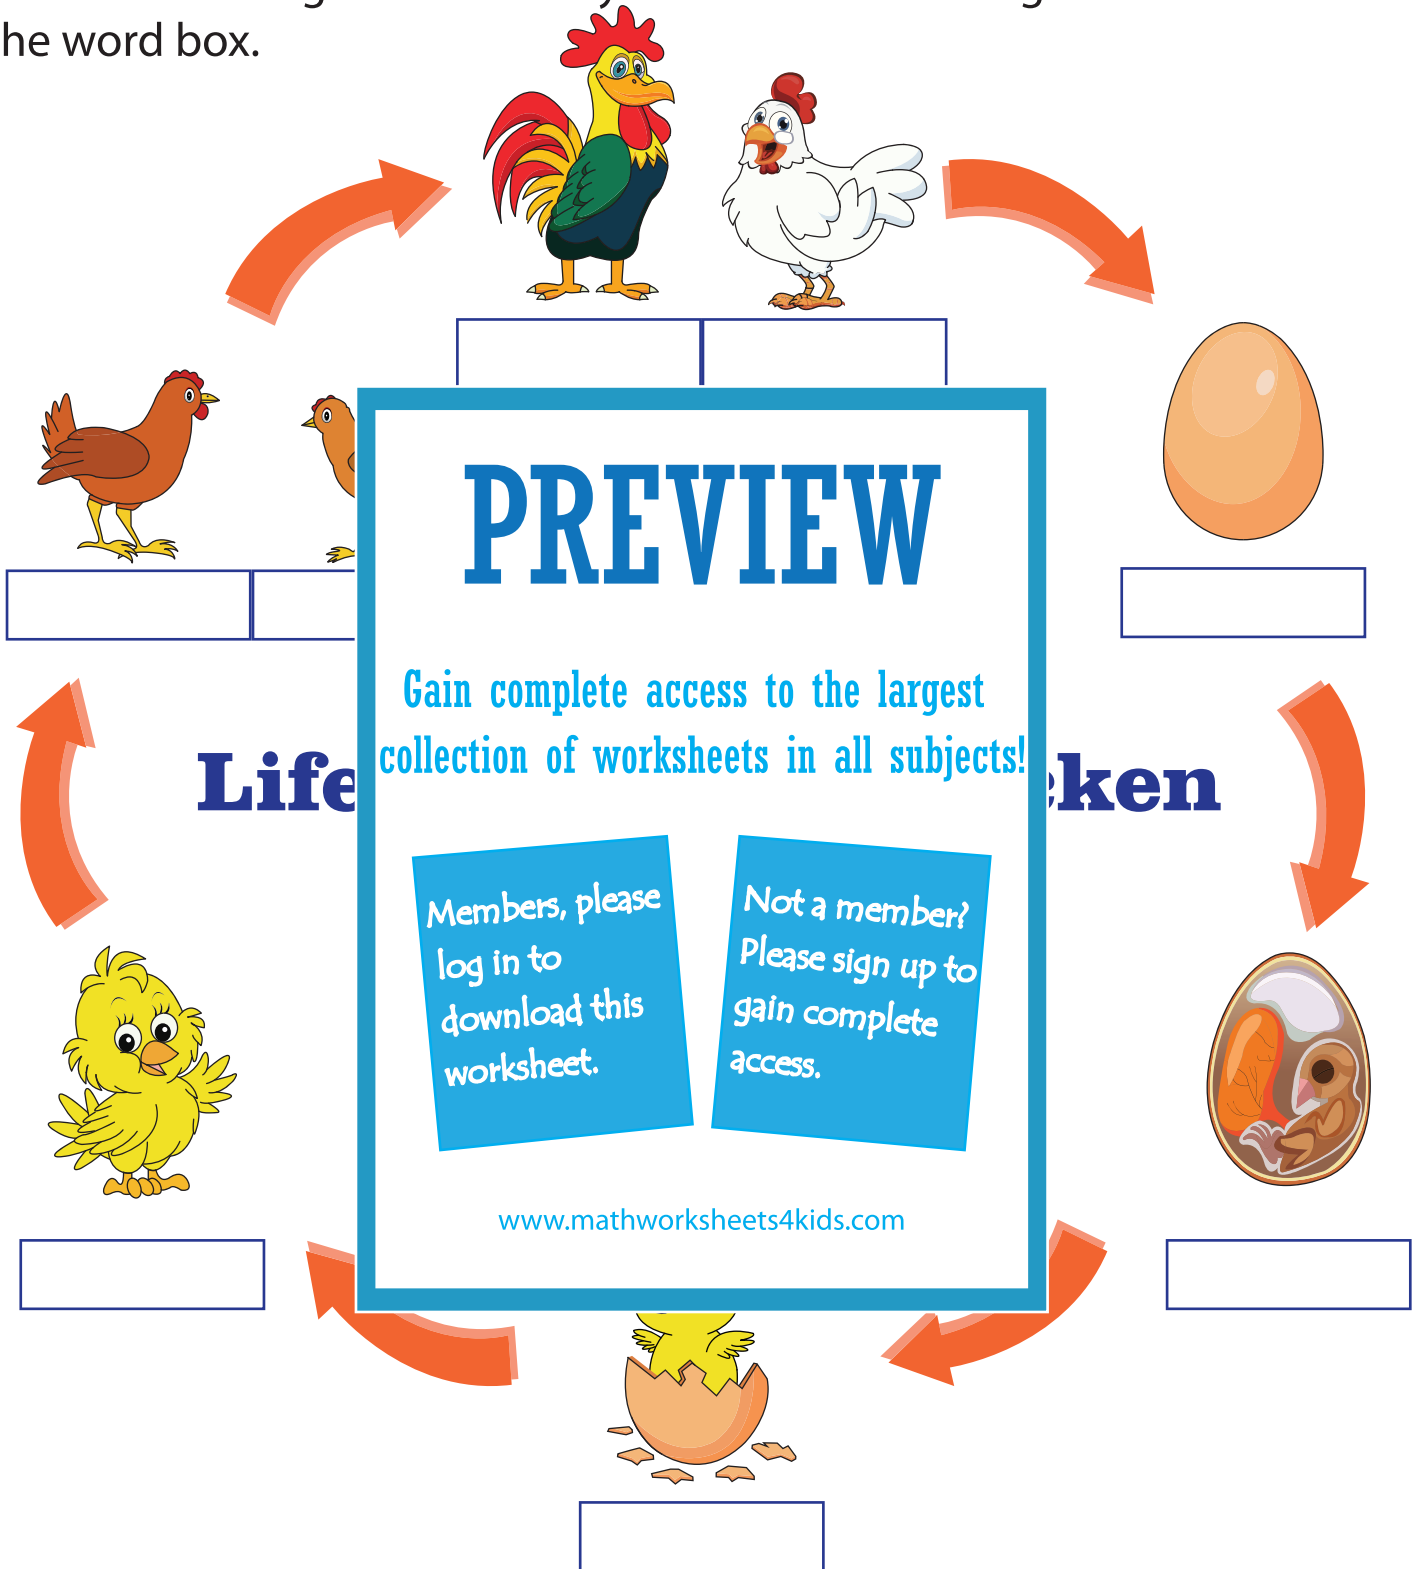 he word box.
PREVIEW
Gain complete access to the largest
collection of worksheets in all subjects!
Life ken
Members, please
log in to
download this
worksheet.
Not a member?
Please sign up to
gain complete
access.
www.mathworksheets4kids.com